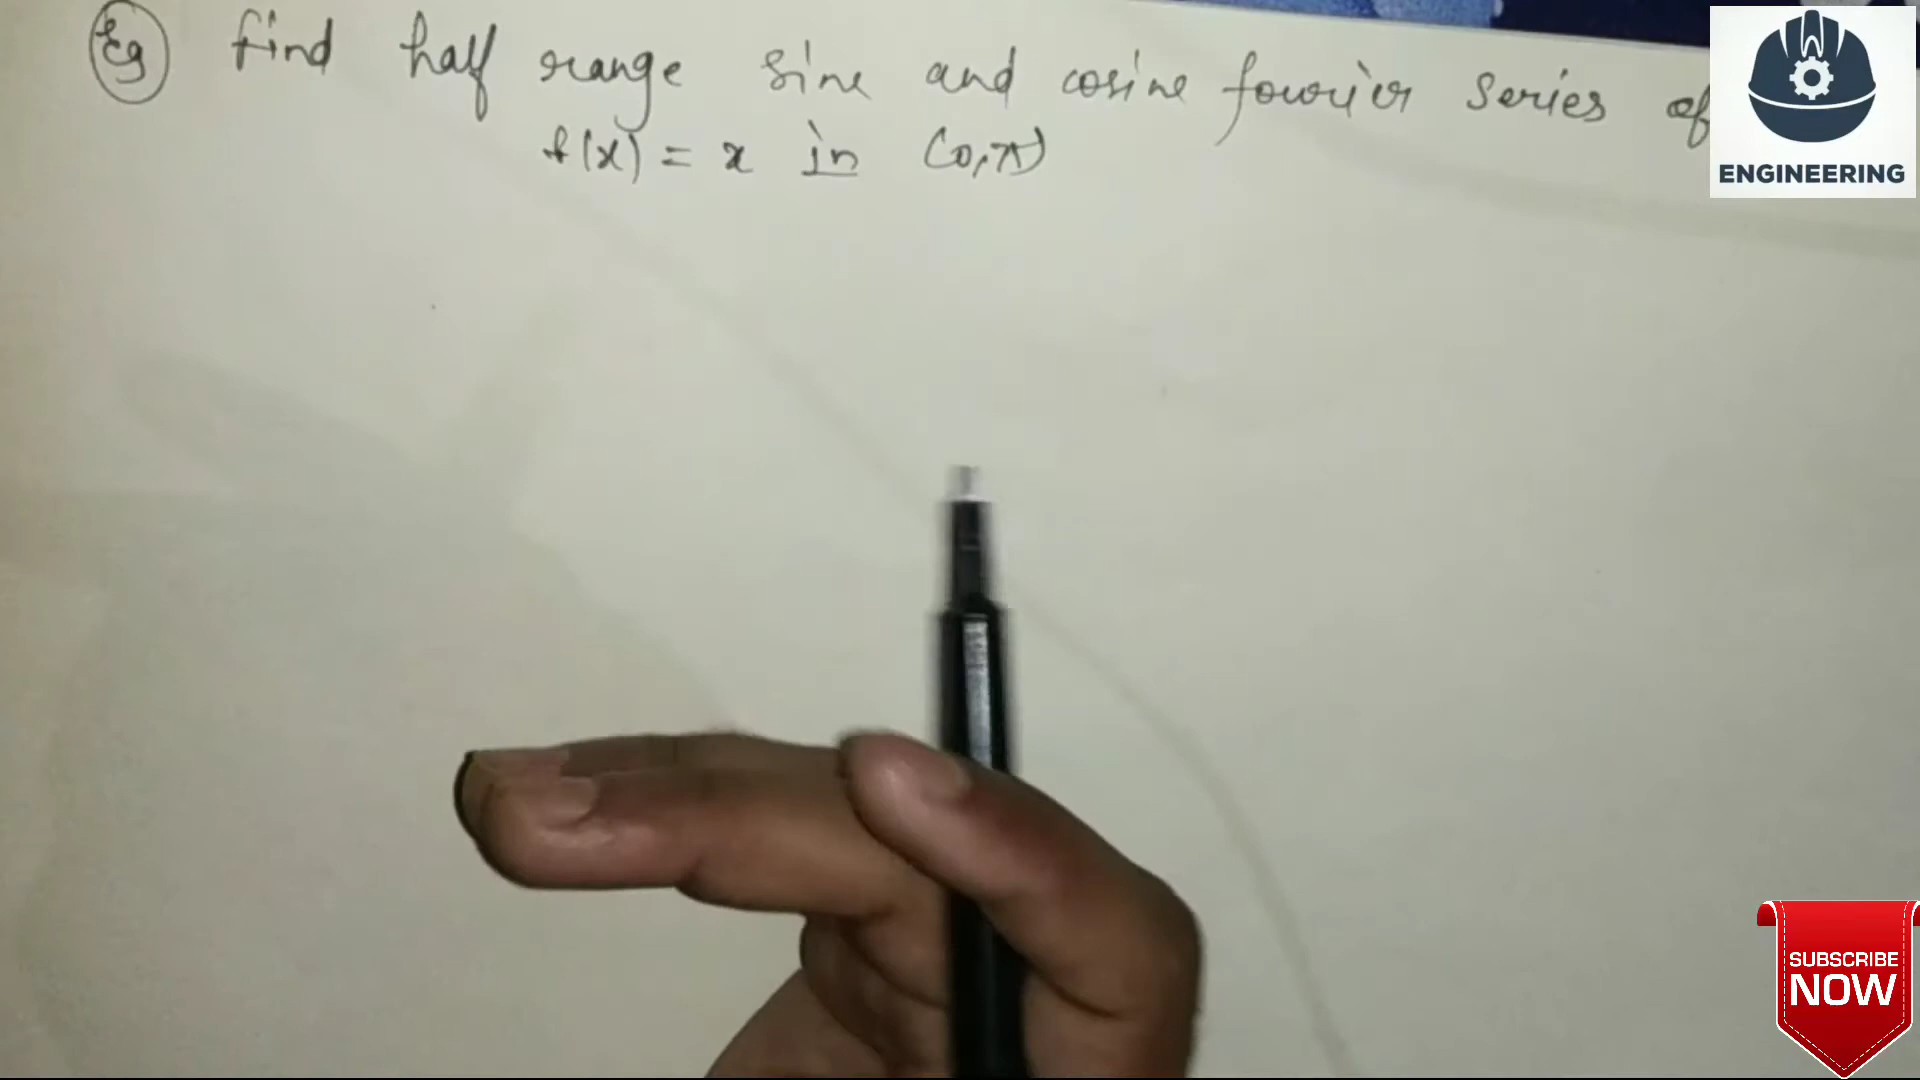 Eg find half range sine and cosine fourier series of
f(x) = x in (0,π)
ENGINEERING
SUBSCRIBE
NOW